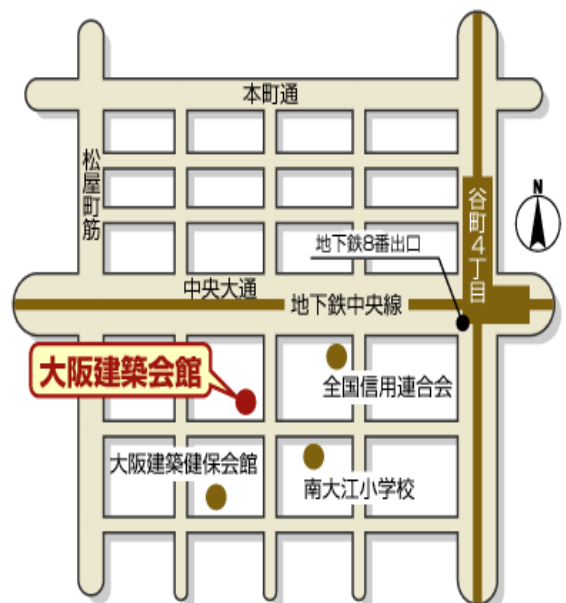 本町通
松屋町筋
N
谷町4丁目
地下鉄8番出口
中央大通
地下鉄中央線
大阪建築会館
全国信用連合会
大阪建築健保会館
南大江小学校